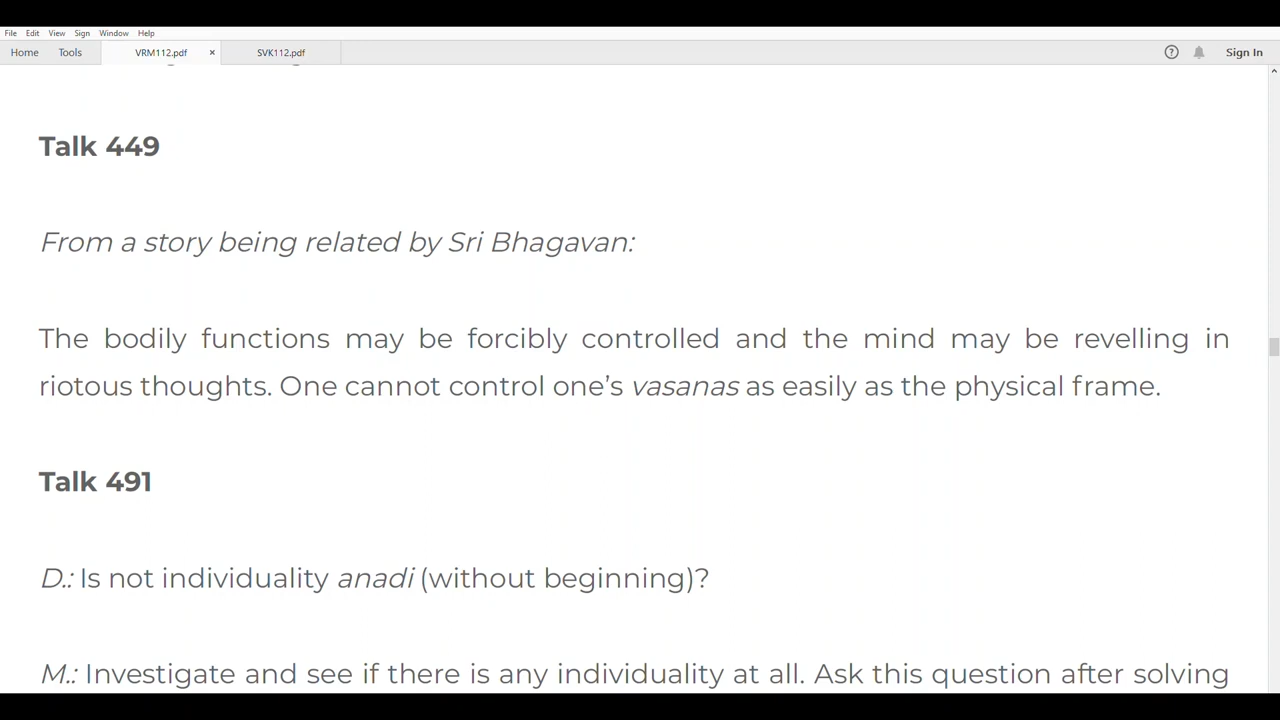 File Edit View Sign Window Help
Home Tools VRM112.pdf × SVK112.pdf ? Sign In
Talk 449
From a story being related by Sri Bhagavan:
The bodily functions may be forcibly controlled and the mind may be revelling in
riotous thoughts. One cannot control one’s vasanas as easily as the physical frame.
Talk 491
D.: Is not individuality anadi (without beginning)?
M.: Investigate and see if there is any individuality at all. Ask this question after solving